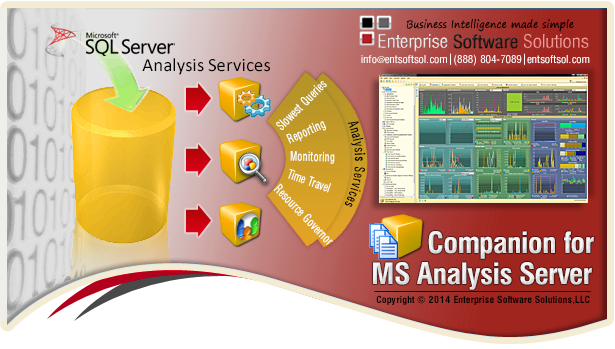 Microsoft®
SQL Server®
Analysis Services
Business Intelligence made simple
Enterprise Software Solutions
info@entsoftsol.com|(888) 804-7089|entsoftsol.com
Slowest Queries
Reporting
Monitoring
Time Travel
Resource Governor
Analysis Services
Companion for
MS Analysis Server
Copyright © 2014 Enterprise Software Solutions,LLC